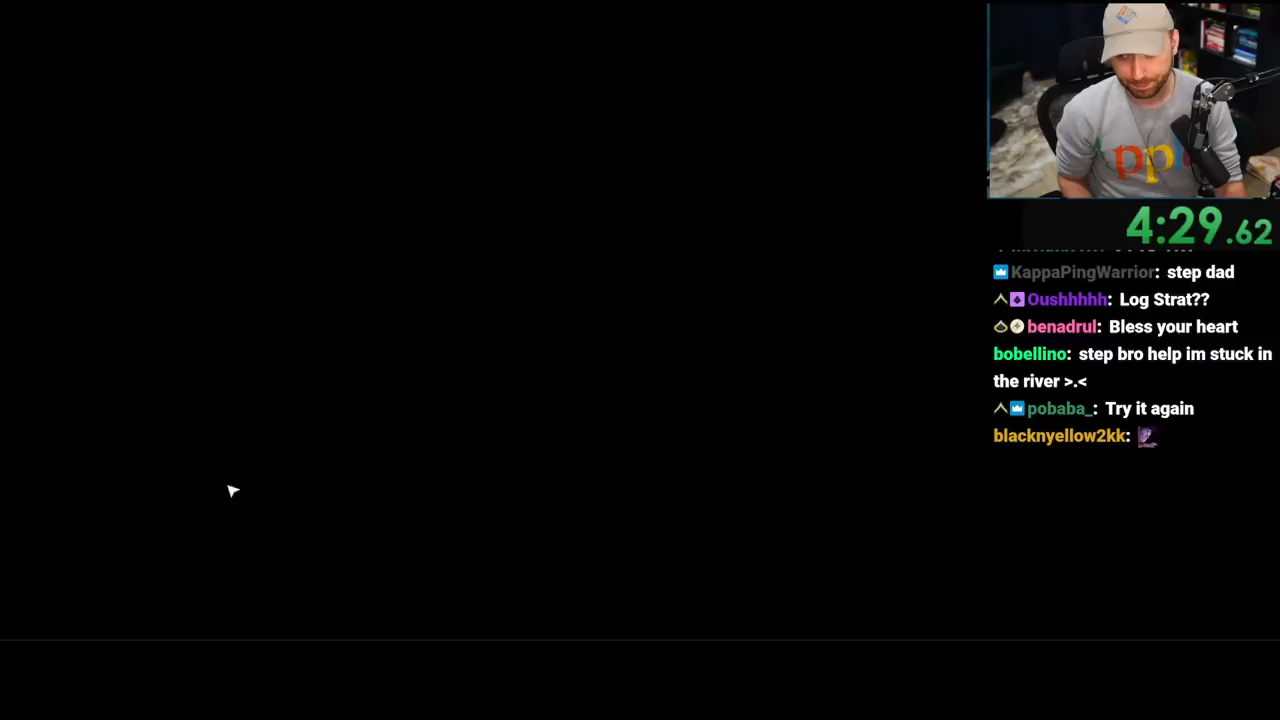 Appl
4:29.62
KappaPingWarrior: step dad
Oushhhhh: Log Strat??
benadrul: Bless your heart
bobellino: step bro help im stuck in
the river >.<
pobaba_: Try it again
blacknyellow2kk: